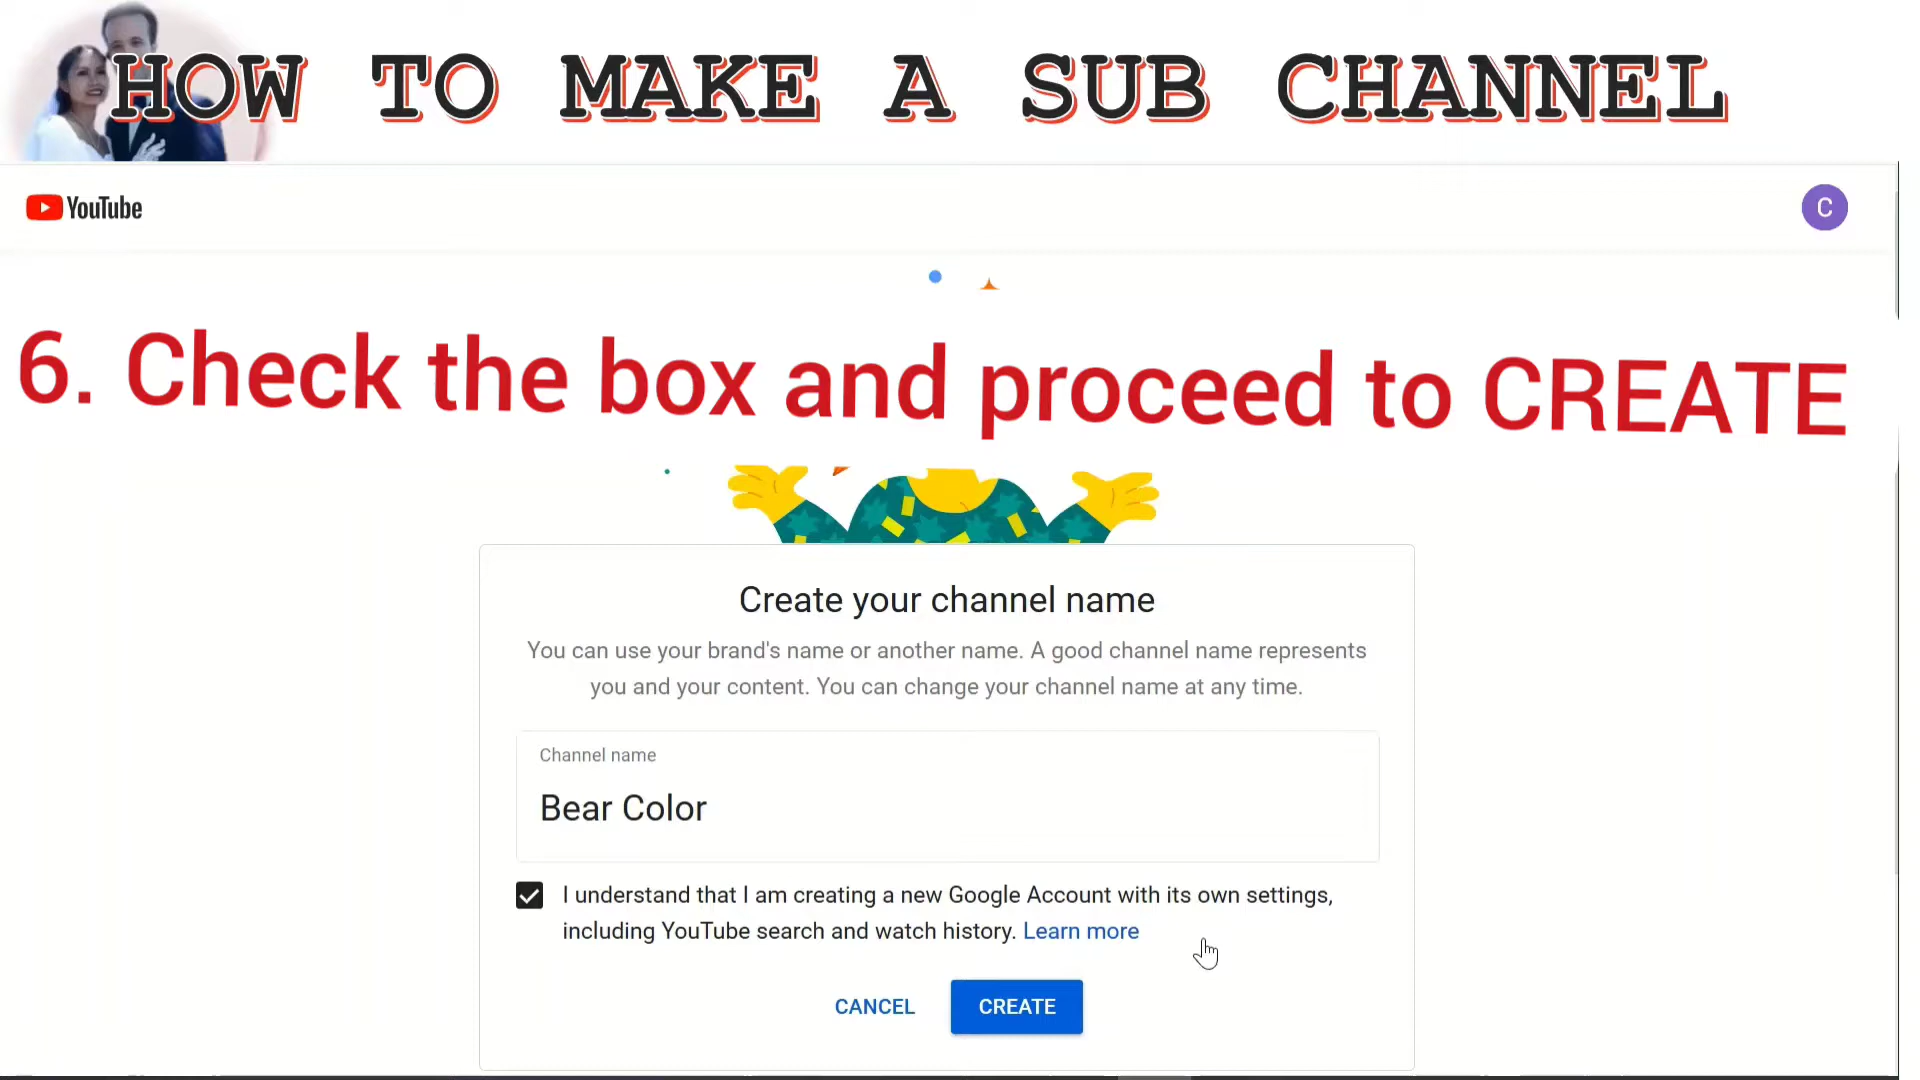 HOW TO MAKE A SUB CHANNEL
YouTube
C
6. Check the box and proceed to CREATE
Create your channel name
You can use your brand's name or another name. A good channel name represents
you and your content. You can change your channel name at any time.
Channel name
Bear Color
I understand that I am creating a new Google Account with its own settings,
including YouTube search and watch history. Learn more
CANCEL CREATE